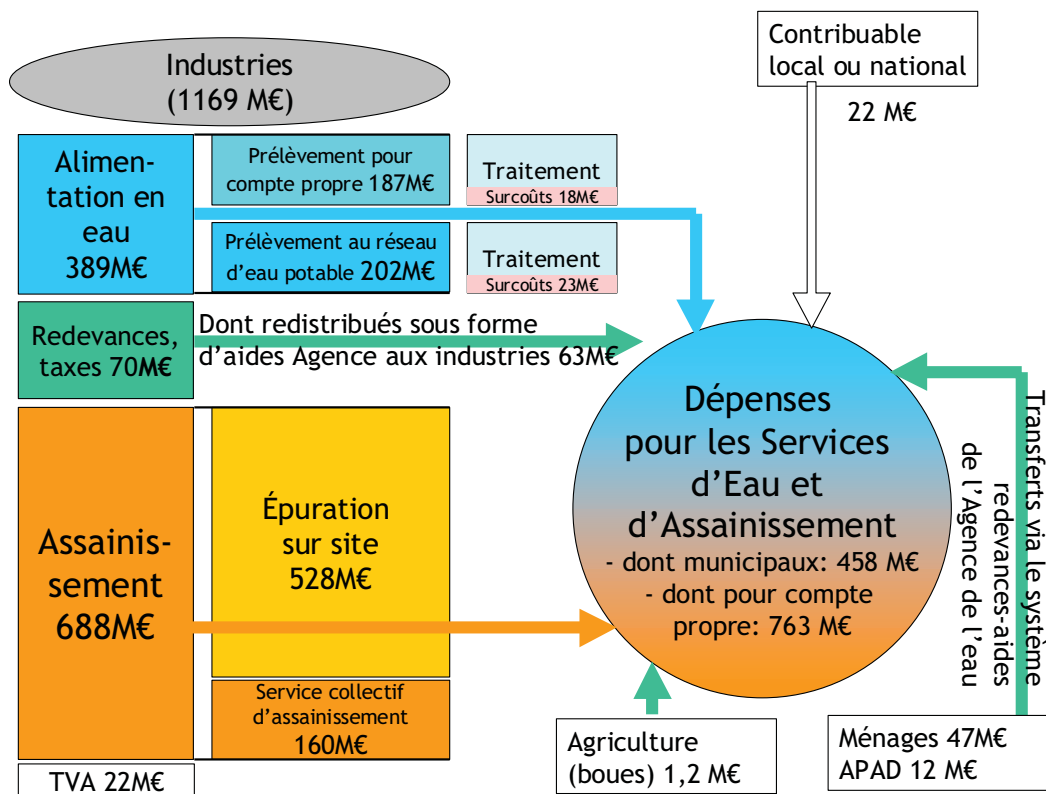 Industries
(1169 M€)
Contribuable
local ou national
22 M€
Alimen-
tation en
eau
389M€
Prélèvement pour
compte propre 187M€
Traitement
Surcoûts 18M€
Prélèvement au réseau
d’eau potable 202M€
Traitement
Surcoûts 23M€
Redevances,
taxes 70M€
Dont redistribués sous forme
d’aides Agence aux industries 63M€
Assainis-
sement
688M€
Épuration
sur site
528M€
Service collectif
d’assainissement
160M€
TVA 22M€
Dépenses
pour les Services
d’Eau et
d’Assainissement
- dont municipaux: 458 M€
- dont pour compte
propre: 763 M€
Transferts via le système
redevances-aides
de l’Agence de l’eau
Agriculture
(boues) 1,2 M€
Ménages 47M€
APAD 12 M€